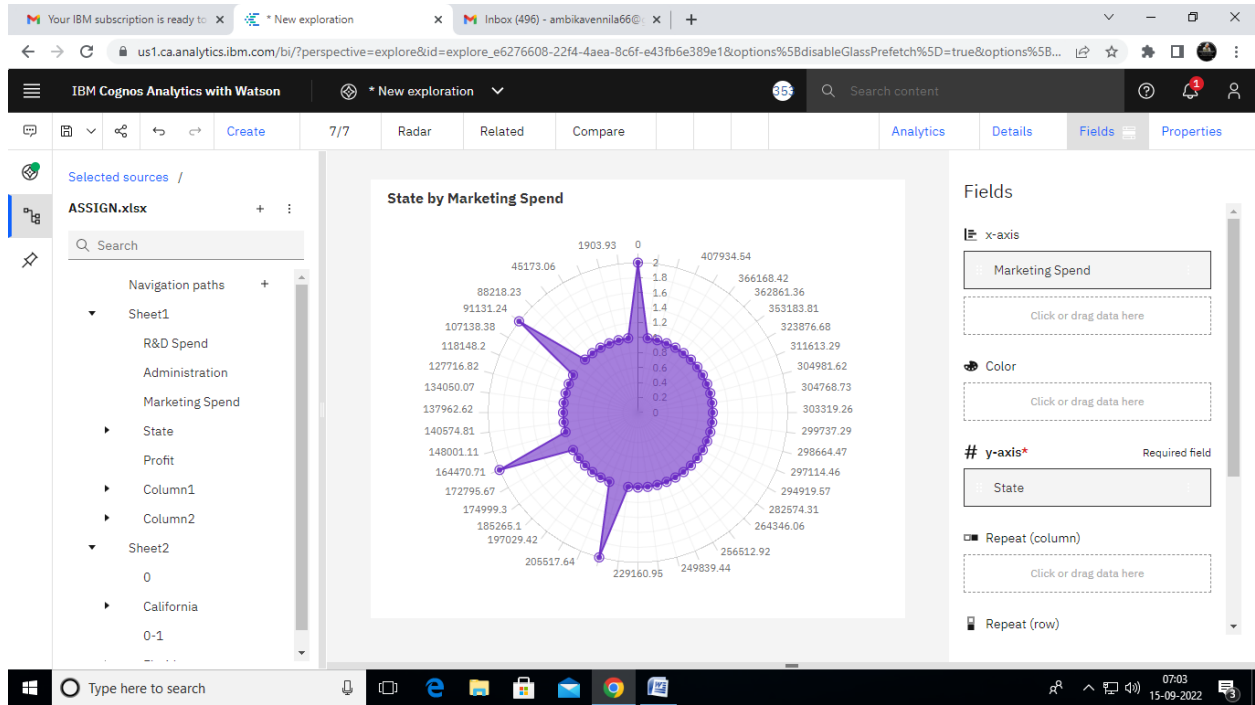 Your IBM subscription is ready to
* New exploration
Inbox (496) - ambikavennila66@
us1.ca.analytics.ibm.com/bi/?perspective=explore&id=explore_e6276608-22f4-4aea-8c6f-e43fb6e389e1&options%5BdisableGlassPrefetch%5D=true&options%5B...
IBM Cognos Analytics with Watson
* New exploration
353
Search content
1
Create
7/7
Radar
Related
Compare
Analytics
Details
Fields
Properties
Selected sources /
ASSIGN.xlsx
Search
Navigation paths
Sheet1
R&D Spend
Administration
Marketing Spend
State
Profit
Column1
Column2
Sheet2
0
California
0-1
State by Marketing Spend
0
407934.54
366168.42
362861.36
353183.81
323876.68
311613.29
304981.62
304768.73
303319.26
299737.29
298664.47
297114.46
294919.57
282574.31
264346.06
256512.92
249839.44
229160.95
205517.64
197029.42
185265.1
174999.3
172795.67
164470.71
148001.11
140574.81
137962.62
134050.07
127716.82
118148.2
107138.38
91131.24
88218.23
45173.06
1903.93
2
1.8
1.6
1.4
1.2
1
0.8
0.6
0.4
0.2
0
Fields
x-axis
Marketing Spend
Click or drag data here
Color
Click or drag data here
# y-axis*
Required field
State
Repeat (column)
Click or drag data here
Repeat (row)
Type here to search
07:03
15-09-2022
3